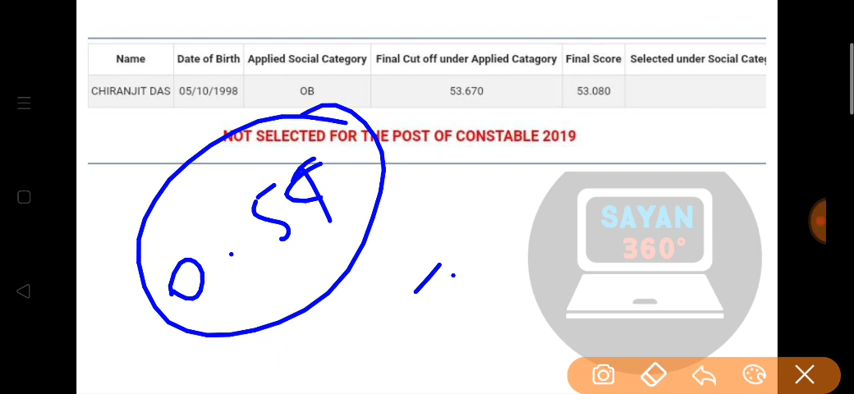 Name Date of Birth Applied Social Category Final Cut off under Applied Catagory Final Score Selected under Social Categ
CHIRANJIT DAS 05/10/1998 OB 53.670 53.080
NOT SELECTED FOR THE POST OF CONSTABLE 2019
SAYAN
360°